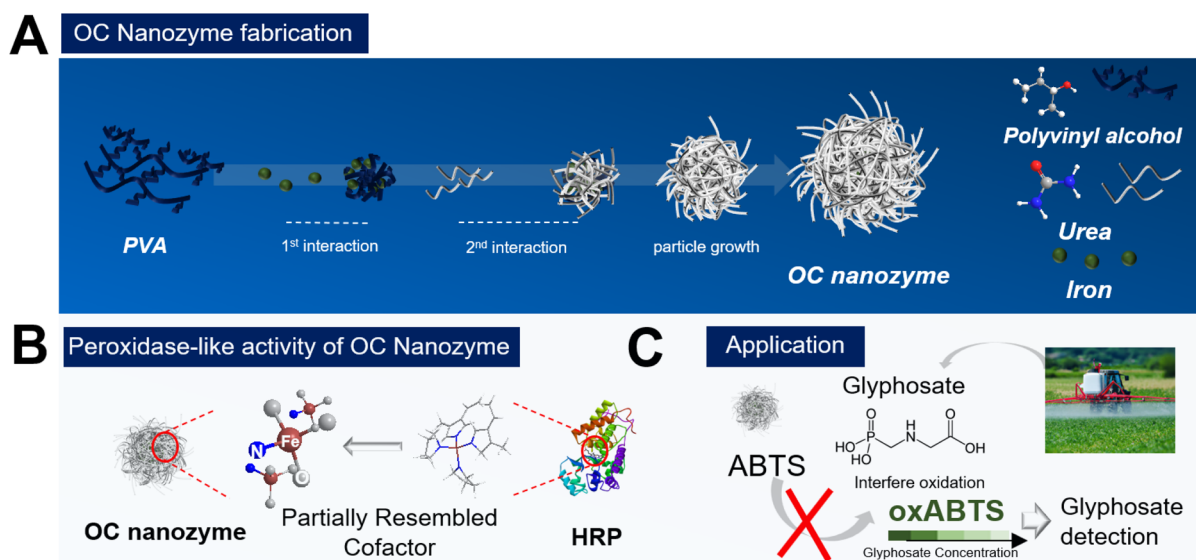 A
OC Nanozyme fabrication
PVA
1st interaction
2nd interaction
particle growth
OC nanozyme
Polyvinyl alcohol
Urea
Iron
B
Peroxidase-like activity of OC Nanozyme
N
Fe
OC nanozyme
Partially Resembled
Cofactor
HRP
C
Application
Glyphosate
O
O
P
HO
HO
H
N
OH
ABTS
Interfere oxidation
oxABTS
Glyphosate Concentration
Glyphosate
detection